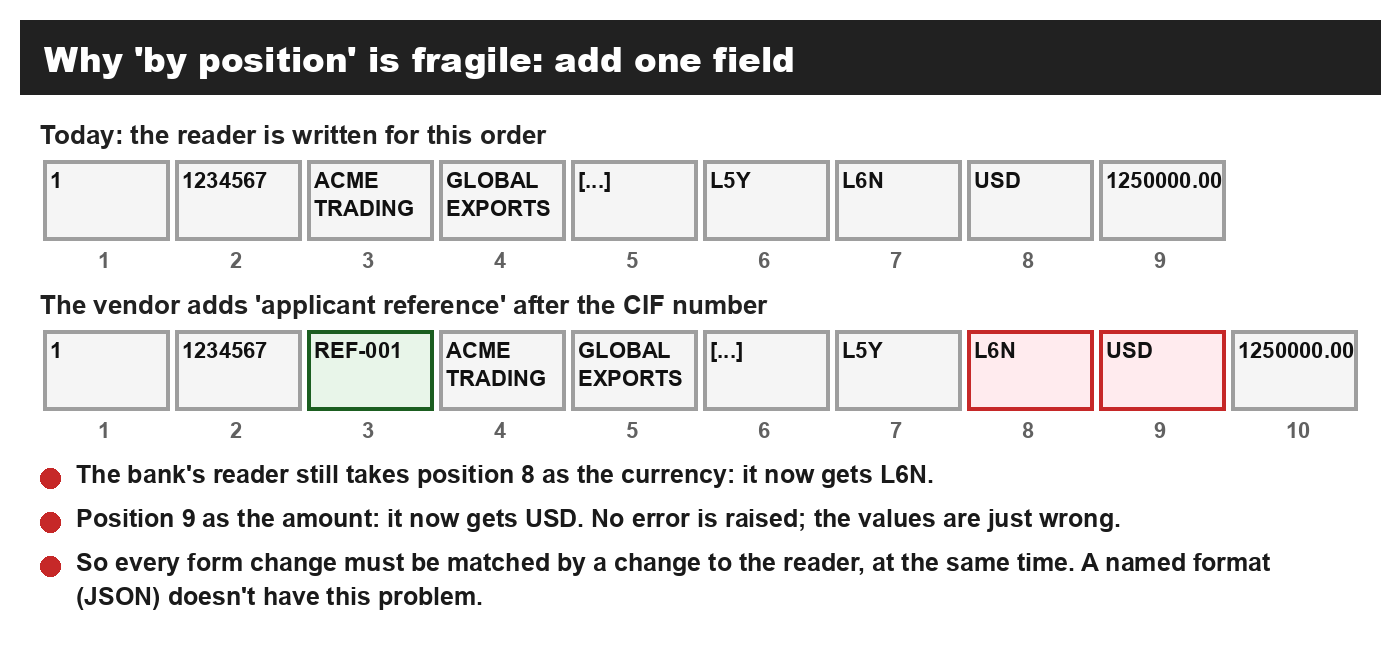 Why 'by position' is fragile: add one field
Today: the reader is written for this order
1 1234567 ACME GLOBAL [...] L5Y L6N USD 1250000.00
TRADING EXPORTS
1 2 3 4 5 6 7 8 9
The vendor adds 'applicant reference' after the CIF number
1 1234567 REF-001 ACME GLOBAL [...] L5Y L6N USD 1250000.00
TRADING EXPORTS
1 2 3 4 5 6 7 8 9 10
The bank's reader still takes position 8 as the currency: it now gets L6N.
Position 9 as the amount: it now gets USD. No error is raised; the values are just wrong.
So every form change must be matched by a change to the reader, at the same time. A named format
(JSON) doesn't have this problem.